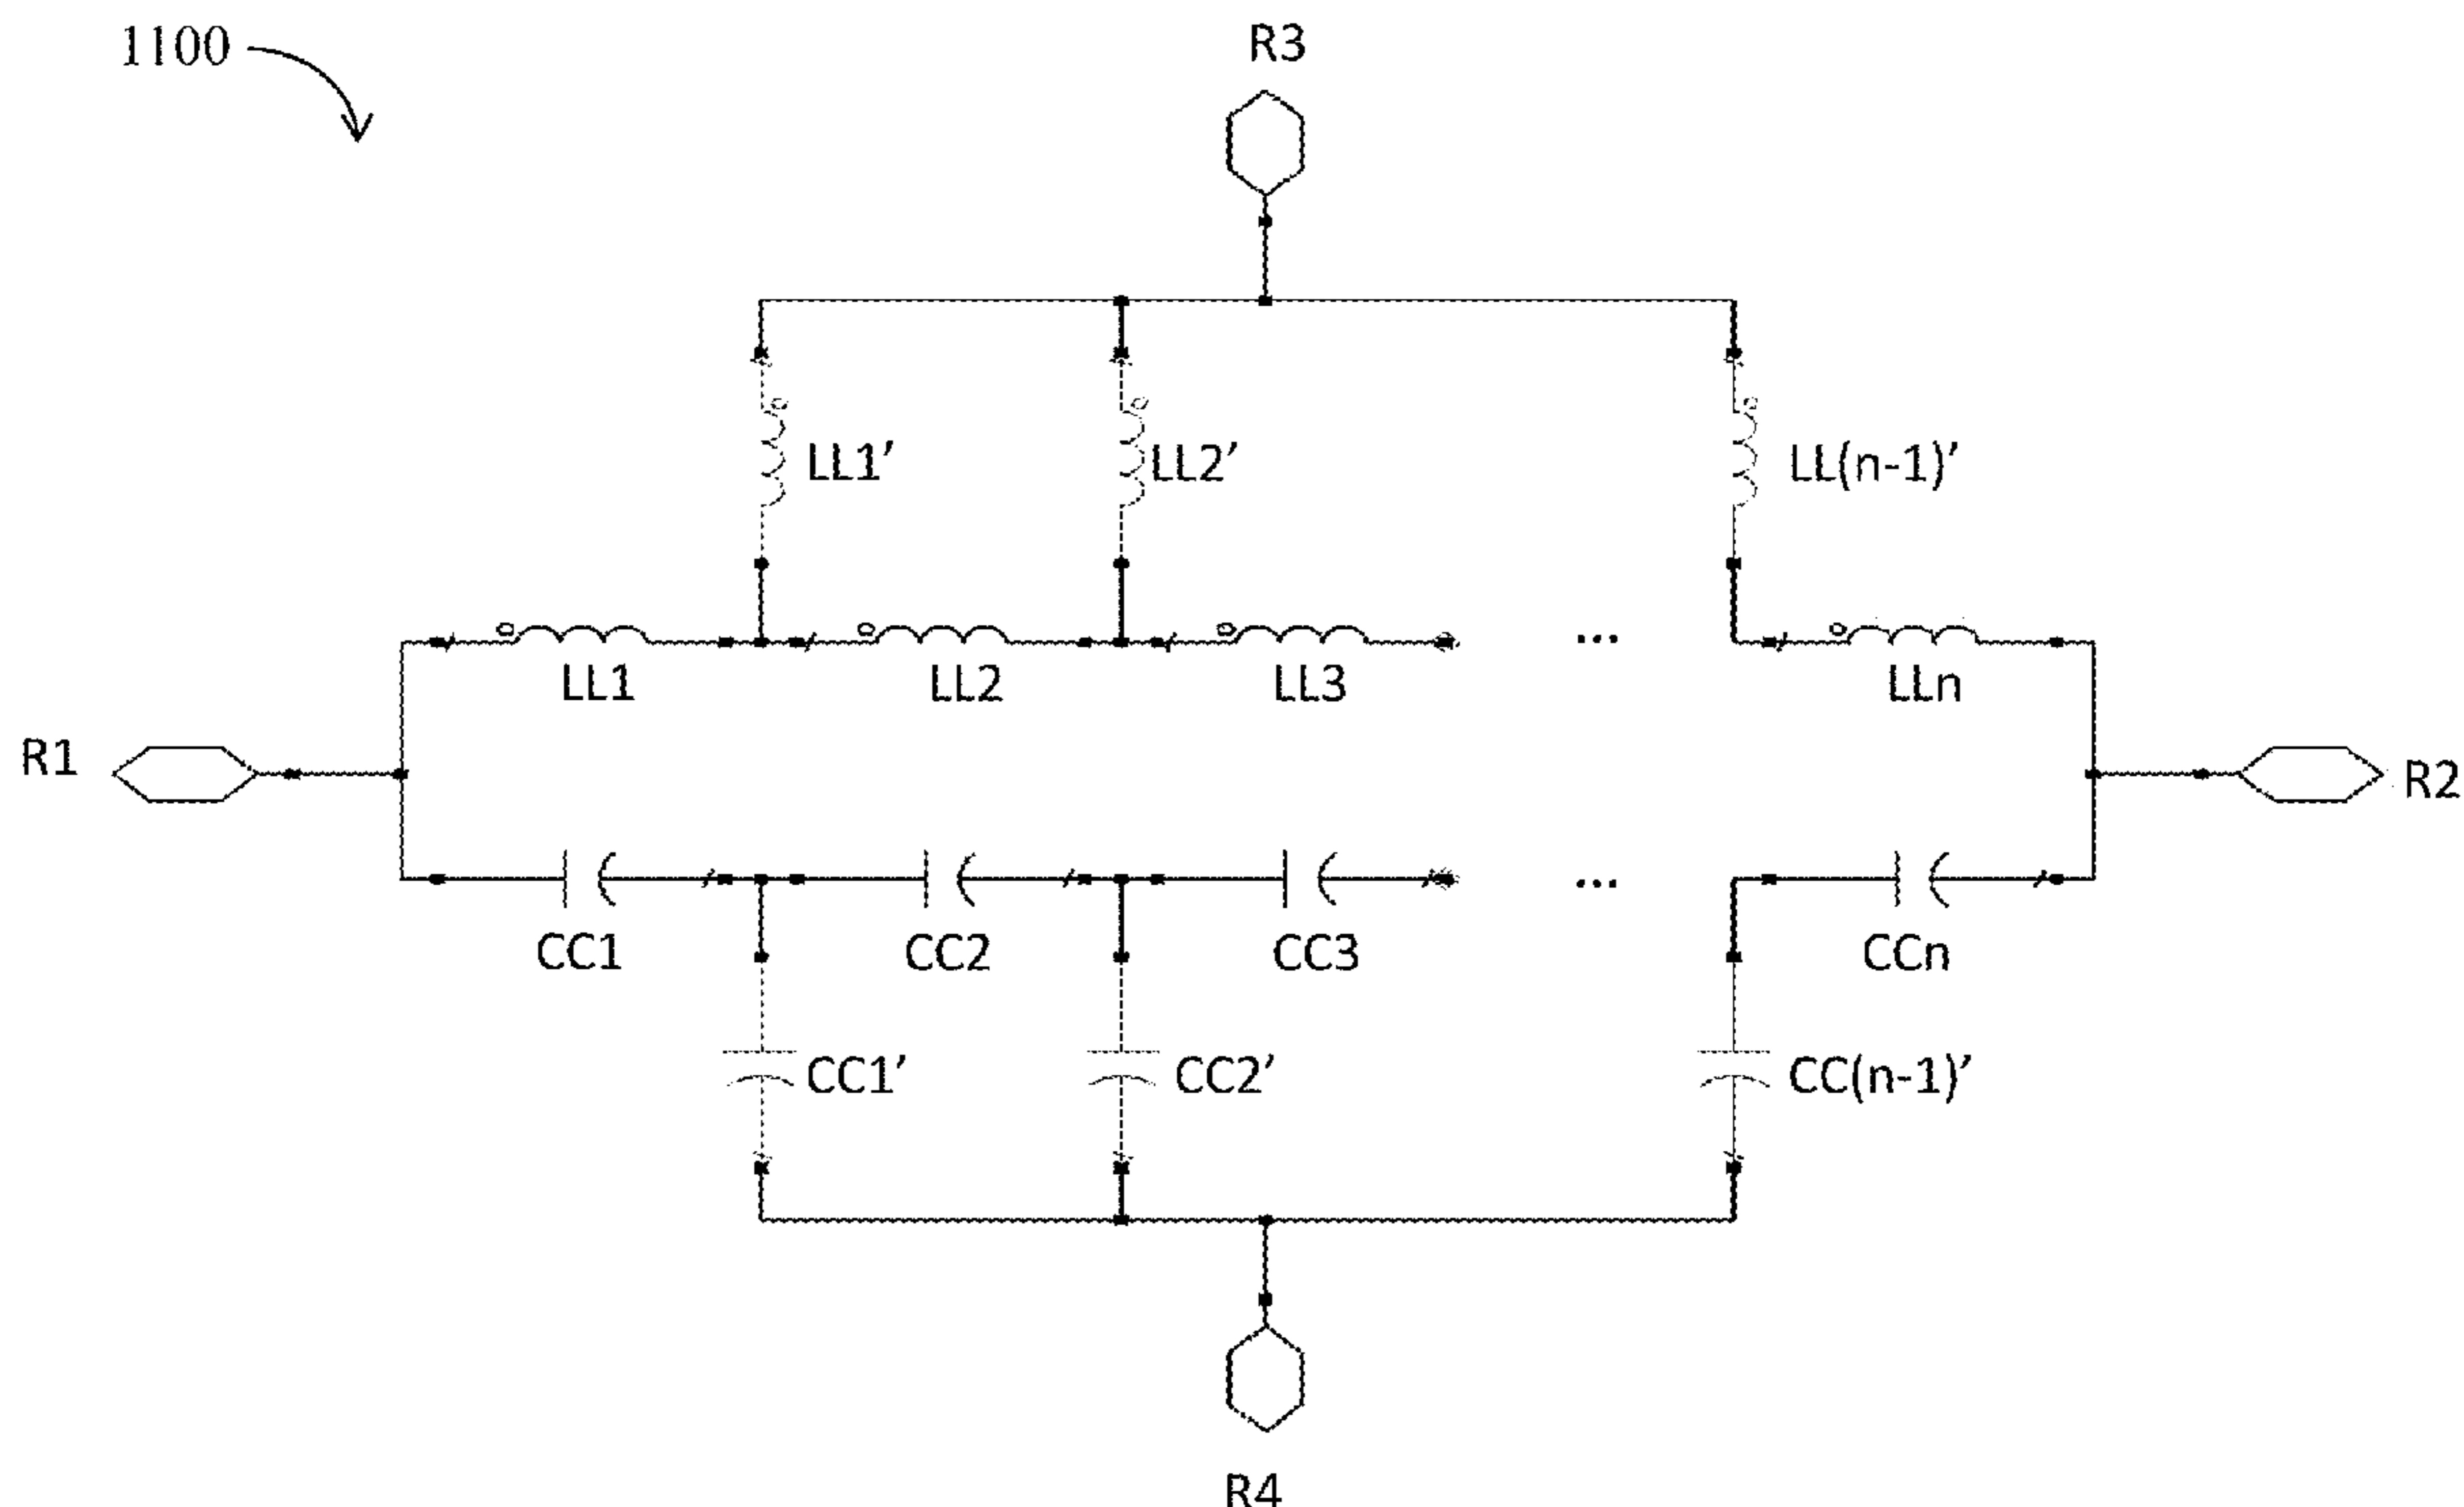 1100
R3
LL1’
LL2’
LL(n-1)’
LL1
LL2
LL3
...
LLn
R1
R2
...
CC1
CC2
CC3
CCn
CC1’
CC2’
CC(n-1)’
R4